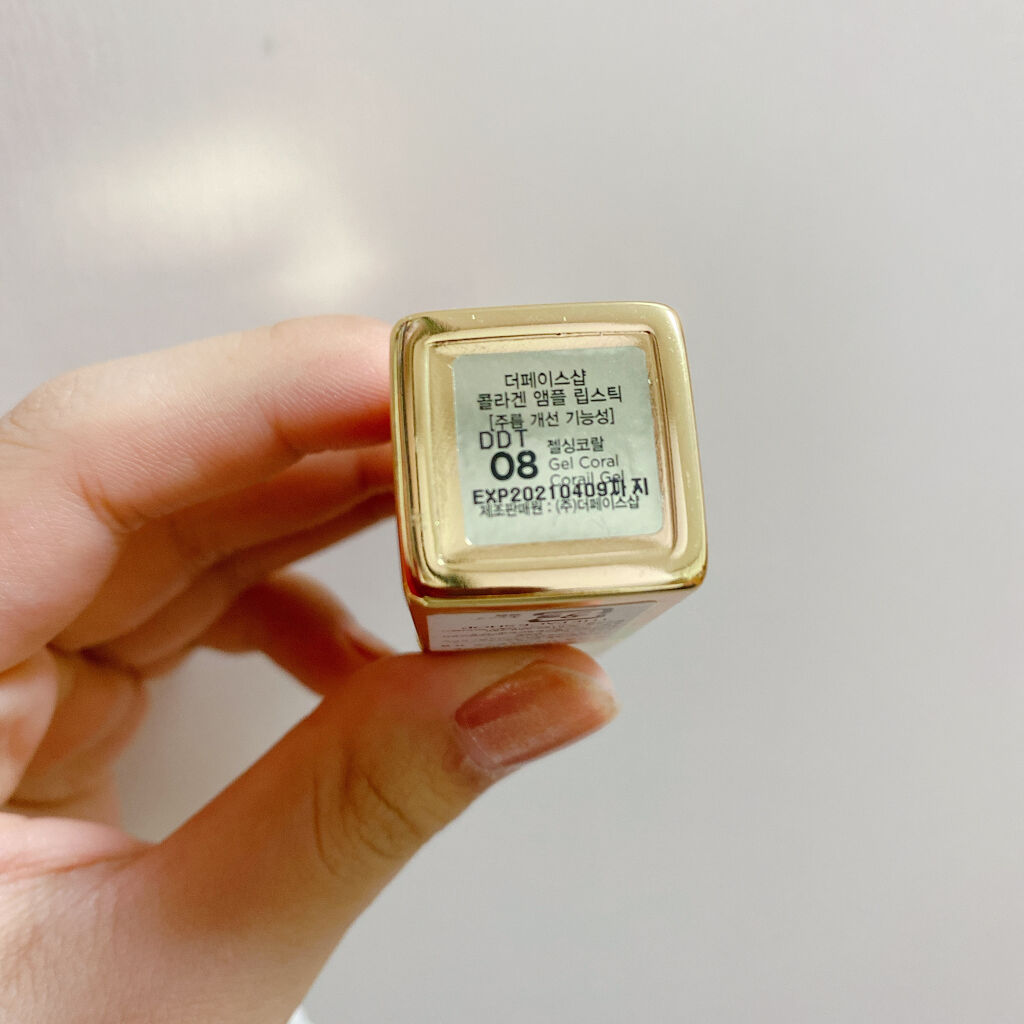 더페이스샵
콜라겐 앰플 립스틱
[주름 개선 기능성]
DDT
08 젤싱코랄
Gel Coral
Corail Gel
EXP20210409까지
제조판매원 : (주)더페이스샵